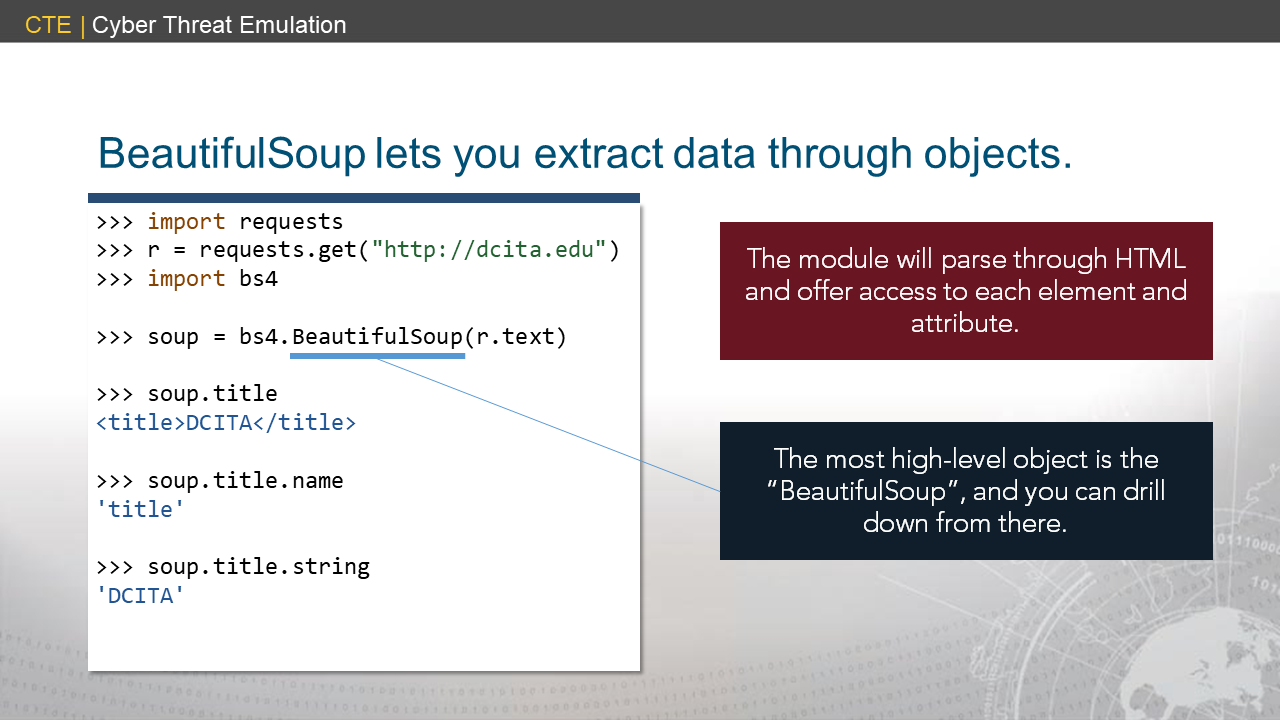 CTE | Cyber Threat Emulation
BeautifulSoup lets you extract data through objects.
>>> import requests
>>> r = requests.get("http://dcita.edu")
>>> import bs4
>>> soup = bs4.BeautifulSoup(r.text)
>>> soup.title
<title>DCITA</title>
>>> soup.title.name
'title'
>>> soup.title.string
'DCITA'
The module will parse through HTML
and offer access to each element and
attribute.
The most high-level object is the
“BeautifulSoup”, and you can drill
down from there.